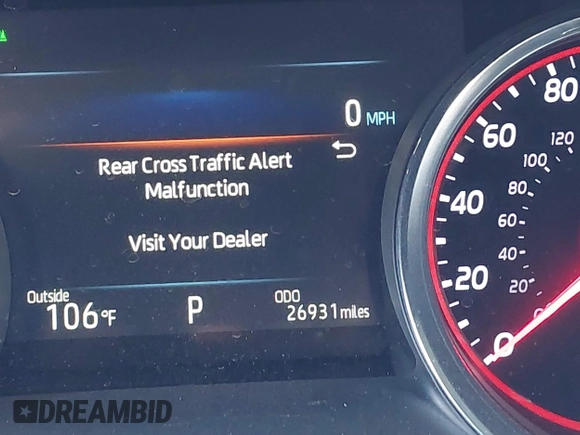 0 MPH
Rear Cross Traffic Alert
Malfunction
Visit Your Dealer
Outside
106°F
P
ODO
26931 miles
80
60
40
20
0
120
100
80
60
40
20
DREAMBID